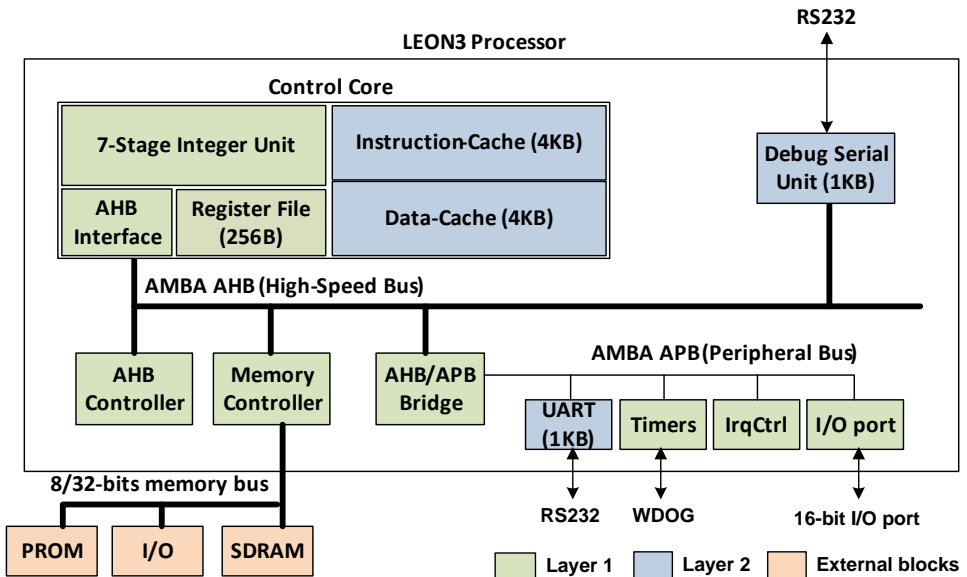 RS232
LEON3 Processor
Control Core
7-Stage Integer Unit
Instruction-Cache (4KB)
Debug Serial
Unit (1KB)
AHB
Interface
Register File
(256B)
Data-Cache (4KB)
AMBA AHB (High-Speed Bus)
AMBA APB (Peripheral Bus)
AHB
Controller
Memory
Controller
AHB/APB
Bridge
UART
(1KB)
Timers
IrqCtrl
I/O port
8/32-bits memory bus
RS232
WDOG
16-bit I/O port
PROM
I/O
SDRAM
Layer 1
Layer 2
External blocks